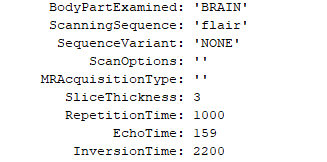 BodyPartExamined: 'BRAIN'
ScanningSequence: 'flair'
SequenceVariant: 'NONE'
ScanOptions: ''
MRAcquisitionType: ''
SliceThickness: 3
RepetitionTime: 1000
EchoTime: 159
InversionTime: 2200